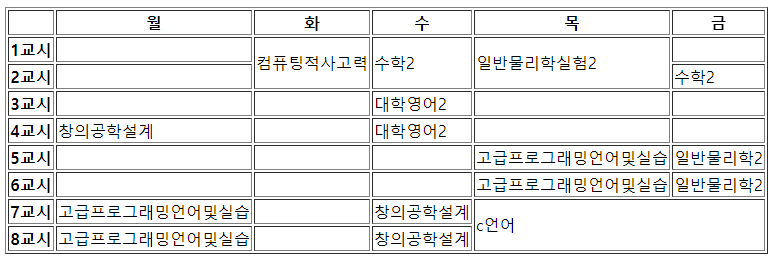 월 화 수 목 금
1교시 컴퓨팅적사고력 수학2 일반물리학실험2
2교시 수학2
3교시 대학영어2
4교시 창의공학설계 대학영어2
5교시 고급프로그래밍언어및실습 일반물리학2
6교시 고급프로그래밍언어및실습 일반물리학2
7교시 고급프로그래밍언어및실습 창의공학설계 c언어
8교시 고급프로그래밍언어및실습 창의공학설계